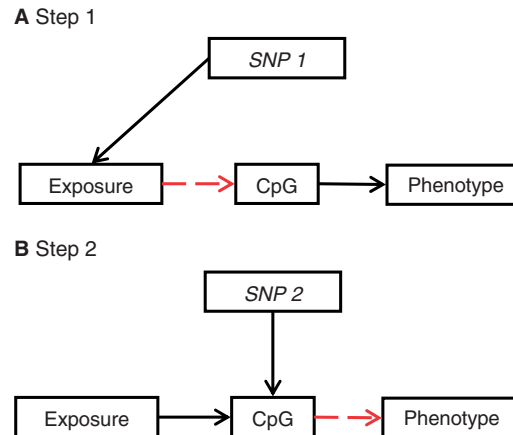 A Step 1
SNP 1
Exposure CpG Phenotype
B Step 2
SNP 2
Exposure CpG Phenotype